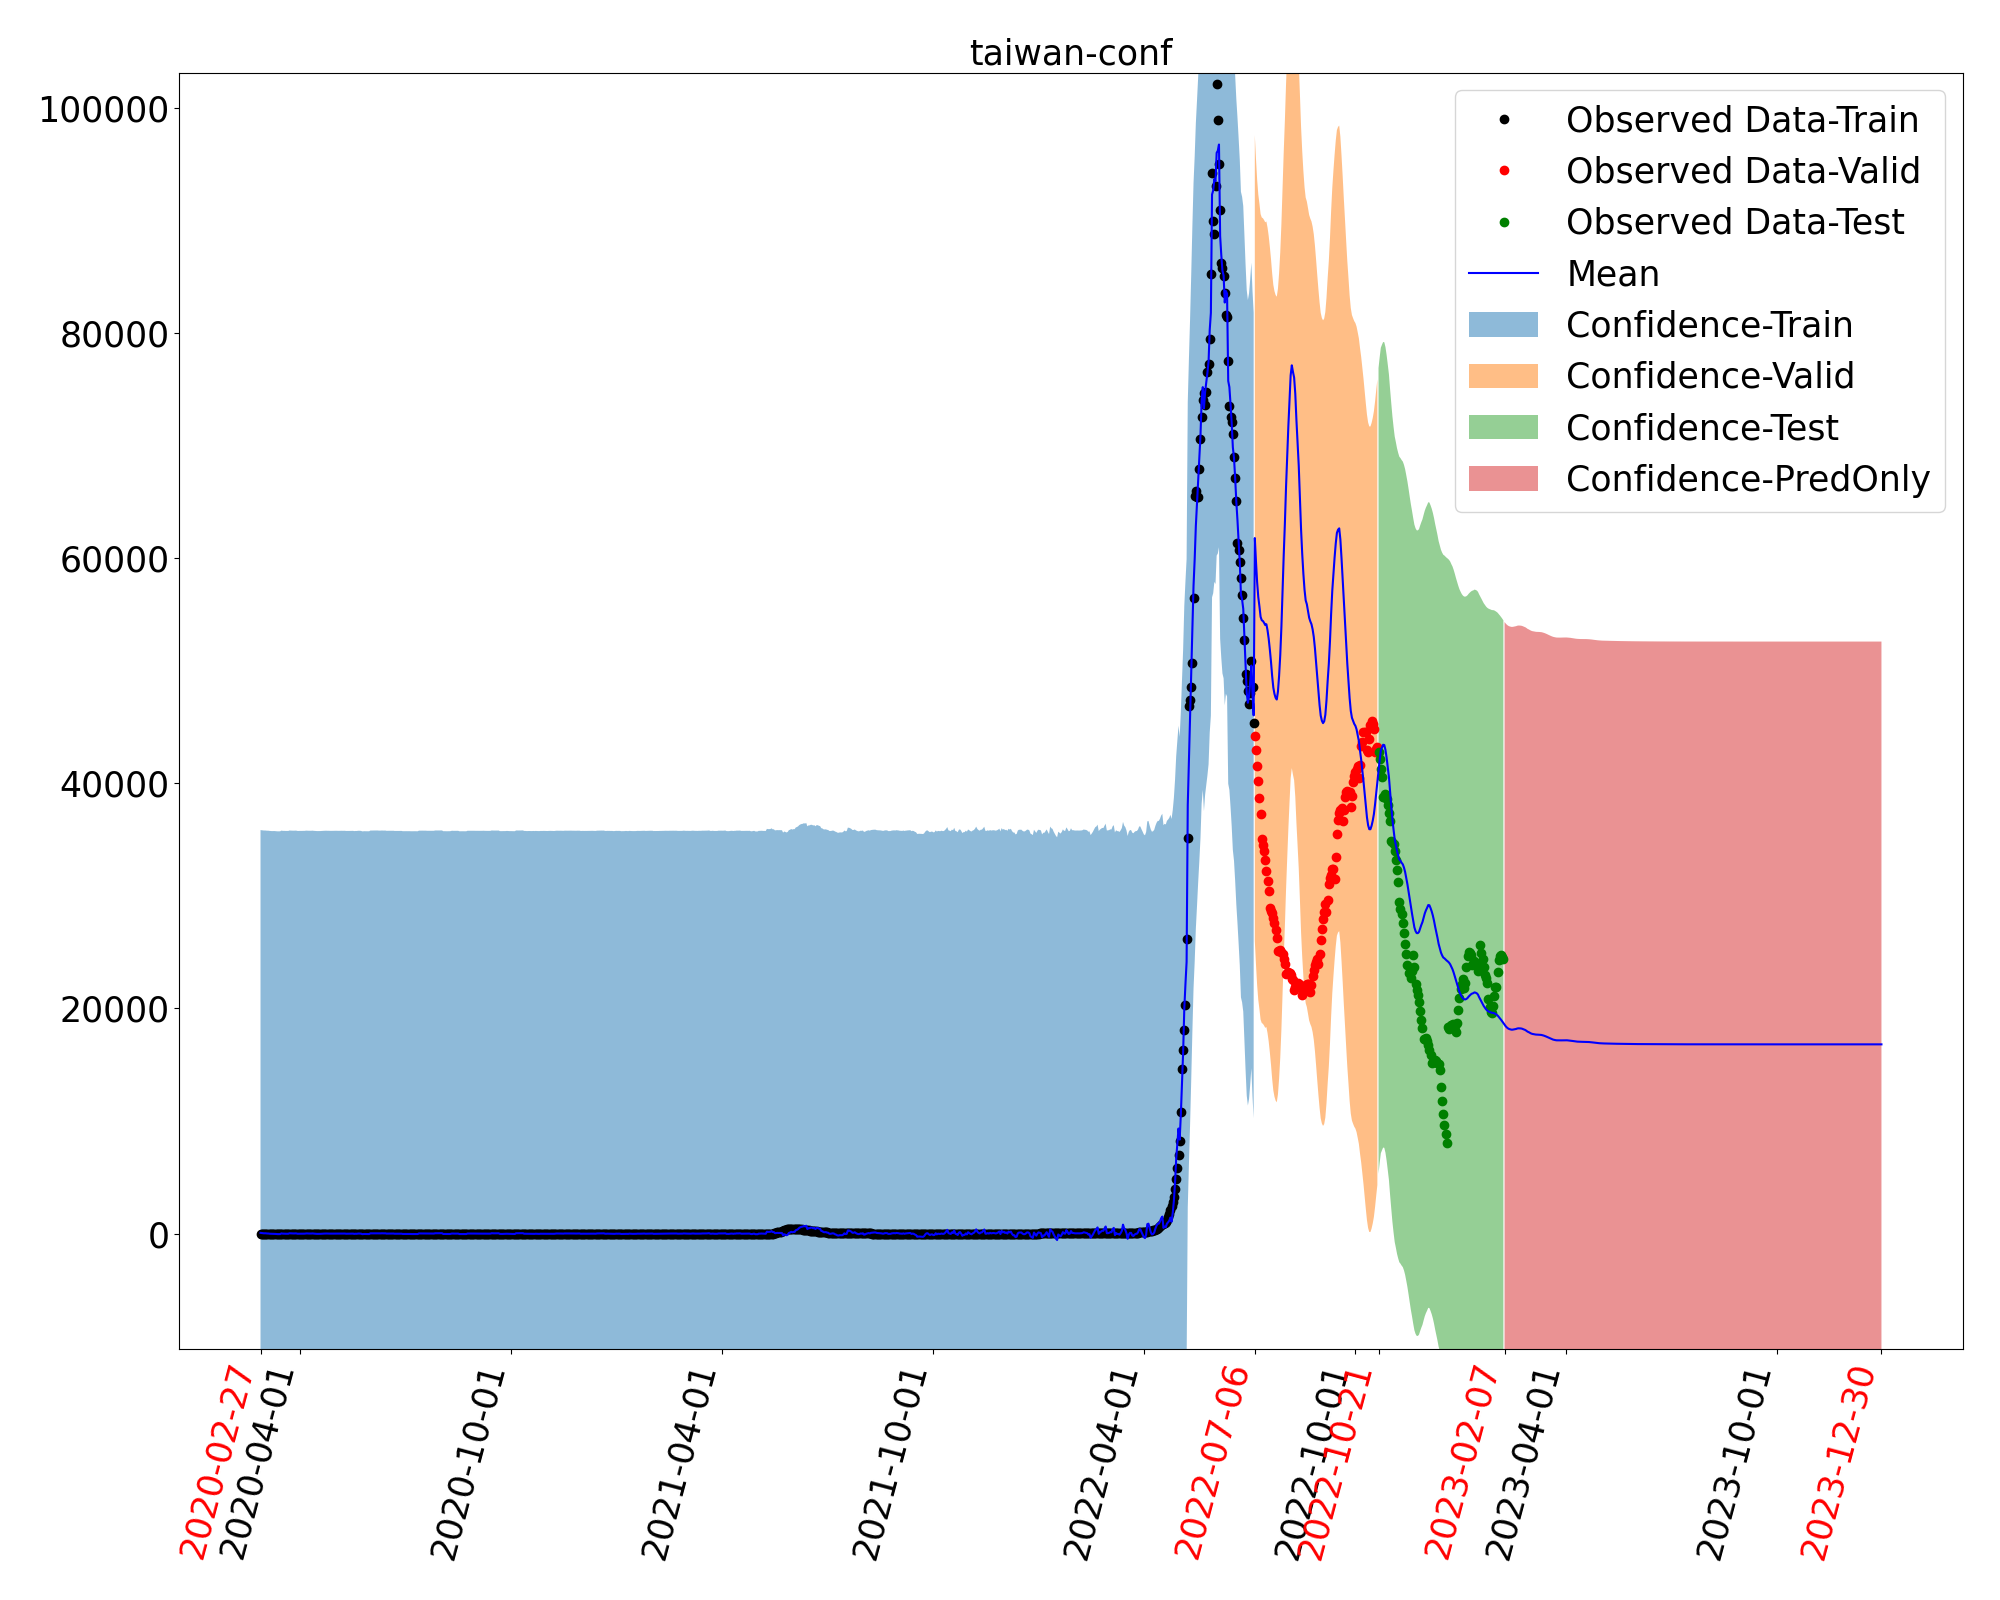 taiwan-conf
100000
80000
60000
40000
20000
0
Observed Data-Train
Observed Data-Valid
Observed Data-Test
Mean
Confidence-Train
Confidence-Valid
Confidence-Test
Confidence-PredOnly
2020-02-27
2020-04-01
2020-10-01
2021-04-01
2021-10-01
2022-04-01
2022-07-06
2022-10-01
2022-10-21
2023-02-07
2023-04-01
2023-10-01
2023-12-30